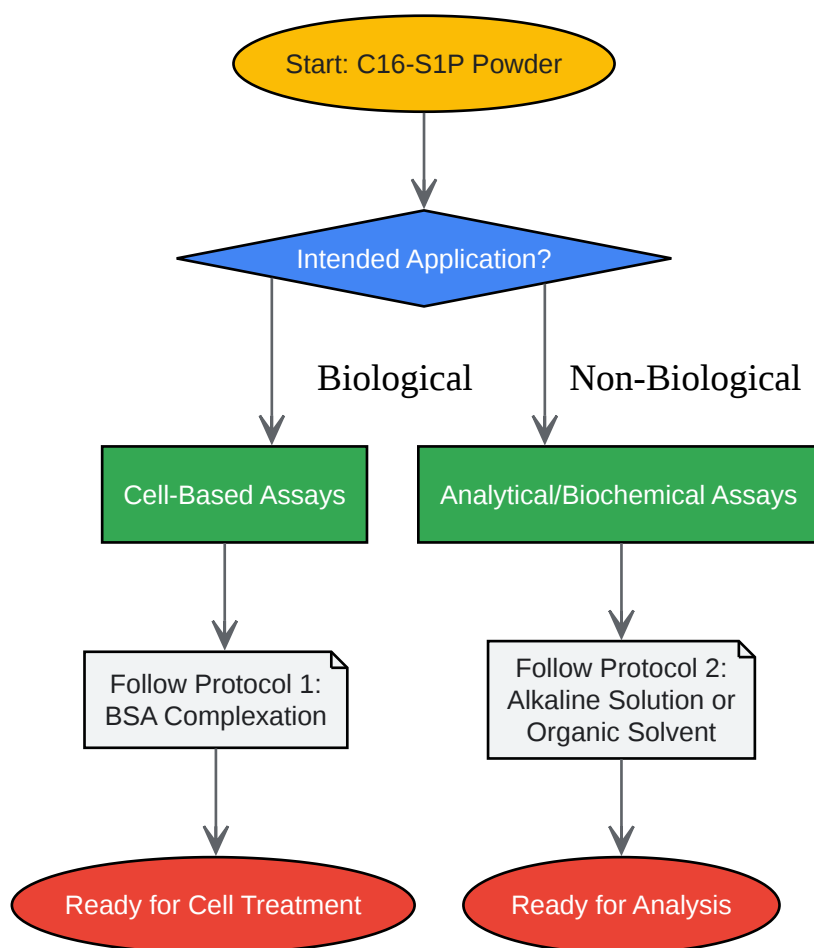 Start: C16-S1P Powder
Intended Application?
Biological
Non-Biological
Cell-Based Assays
Analytical/Biochemical Assays
Follow Protocol 1:
BSA Complexation
Follow Protocol 2:
Alkaline Solution or
Organic Solvent
Ready for Cell Treatment
Ready for Analysis